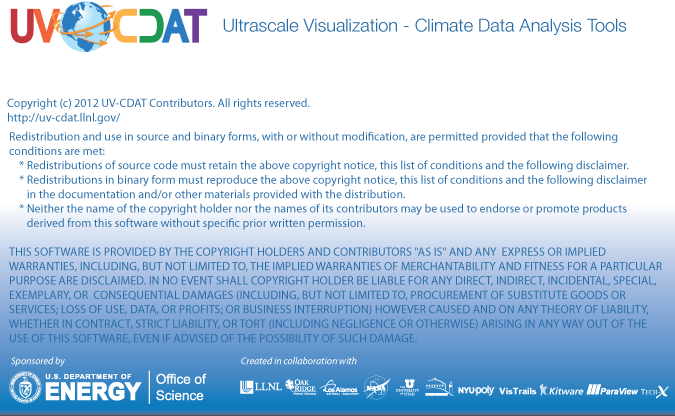 UV-CDAT Ultrascale Visualization - Climate Data Analysis Tools
Copyright (c) 2012 UV-CDAT Contributors. All rights reserved.
http://uv-cdat.llnl.gov/
Redistribution and use in source and binary forms, with or without modification, are permitted provided that the following
conditions are met:
* Redistributions of source code must retain the above copyright notice, this list of conditions and the following disclaimer.
* Redistributions in binary form must reproduce the above copyright notice, this list of conditions and the following disclaimer
in the documentation and/or other materials provided with the distribution.
* Neither the name of the copyright holder nor the names of its contributors may be used to endorse or promote products
derived from this software without specific prior written permission.
THIS SOFTWARE IS PROVIDED BY THE COPYRIGHT HOLDERS AND CONTRIBUTORS "AS IS" AND ANY EXPRESS OR IMPLIED
WARRANTIES, INCLUDING, BUT NOT LIMITED TO, THE IMPLIED WARRANTIES OF MERCHANTABILITY AND FITNESS FOR A PARTICULAR
PURPOSE ARE DISCLAIMED. IN NO EVENT SHALL COPYRIGHT HOLDER BE LIABLE FOR ANY DIRECT, INDIRECT, INCIDENTAL, SPECIAL,
EXEMPLARY, OR CONSEQUENTIAL DAMAGES (INCLUDING, BUT NOT LIMITED TO, PROCUREMENT OF SUBSTITUTE GOODS OR
SERVICES; LOSS OF USE, DATA, OR PROFITS; OR BUSINESS INTERRUPTION) HOWEVER CAUSED AND ON ANY THEORY OF LIABILITY,
WHETHER IN CONTRACT, STRICT LIABILITY, OR TORT (INCLUDING NEGLIGENCE OR OTHERWISE) ARISING IN ANY WAY OUT OF THE
USE OF THIS SOFTWARE, EVEN IF ADVISED OF THE POSSIBILITY OF SUCH DAMAGE.
Sponsored by
U.S. DEPARTMENT OF
ENERGY
Office of
Science
Created in collaboration with
LLNL
OAK RIDGE
Los Alamos
NASA
UNIVERSITY
OF UTAH
NYU-poly
VisTrails
Kitware
ParaView
TECH X